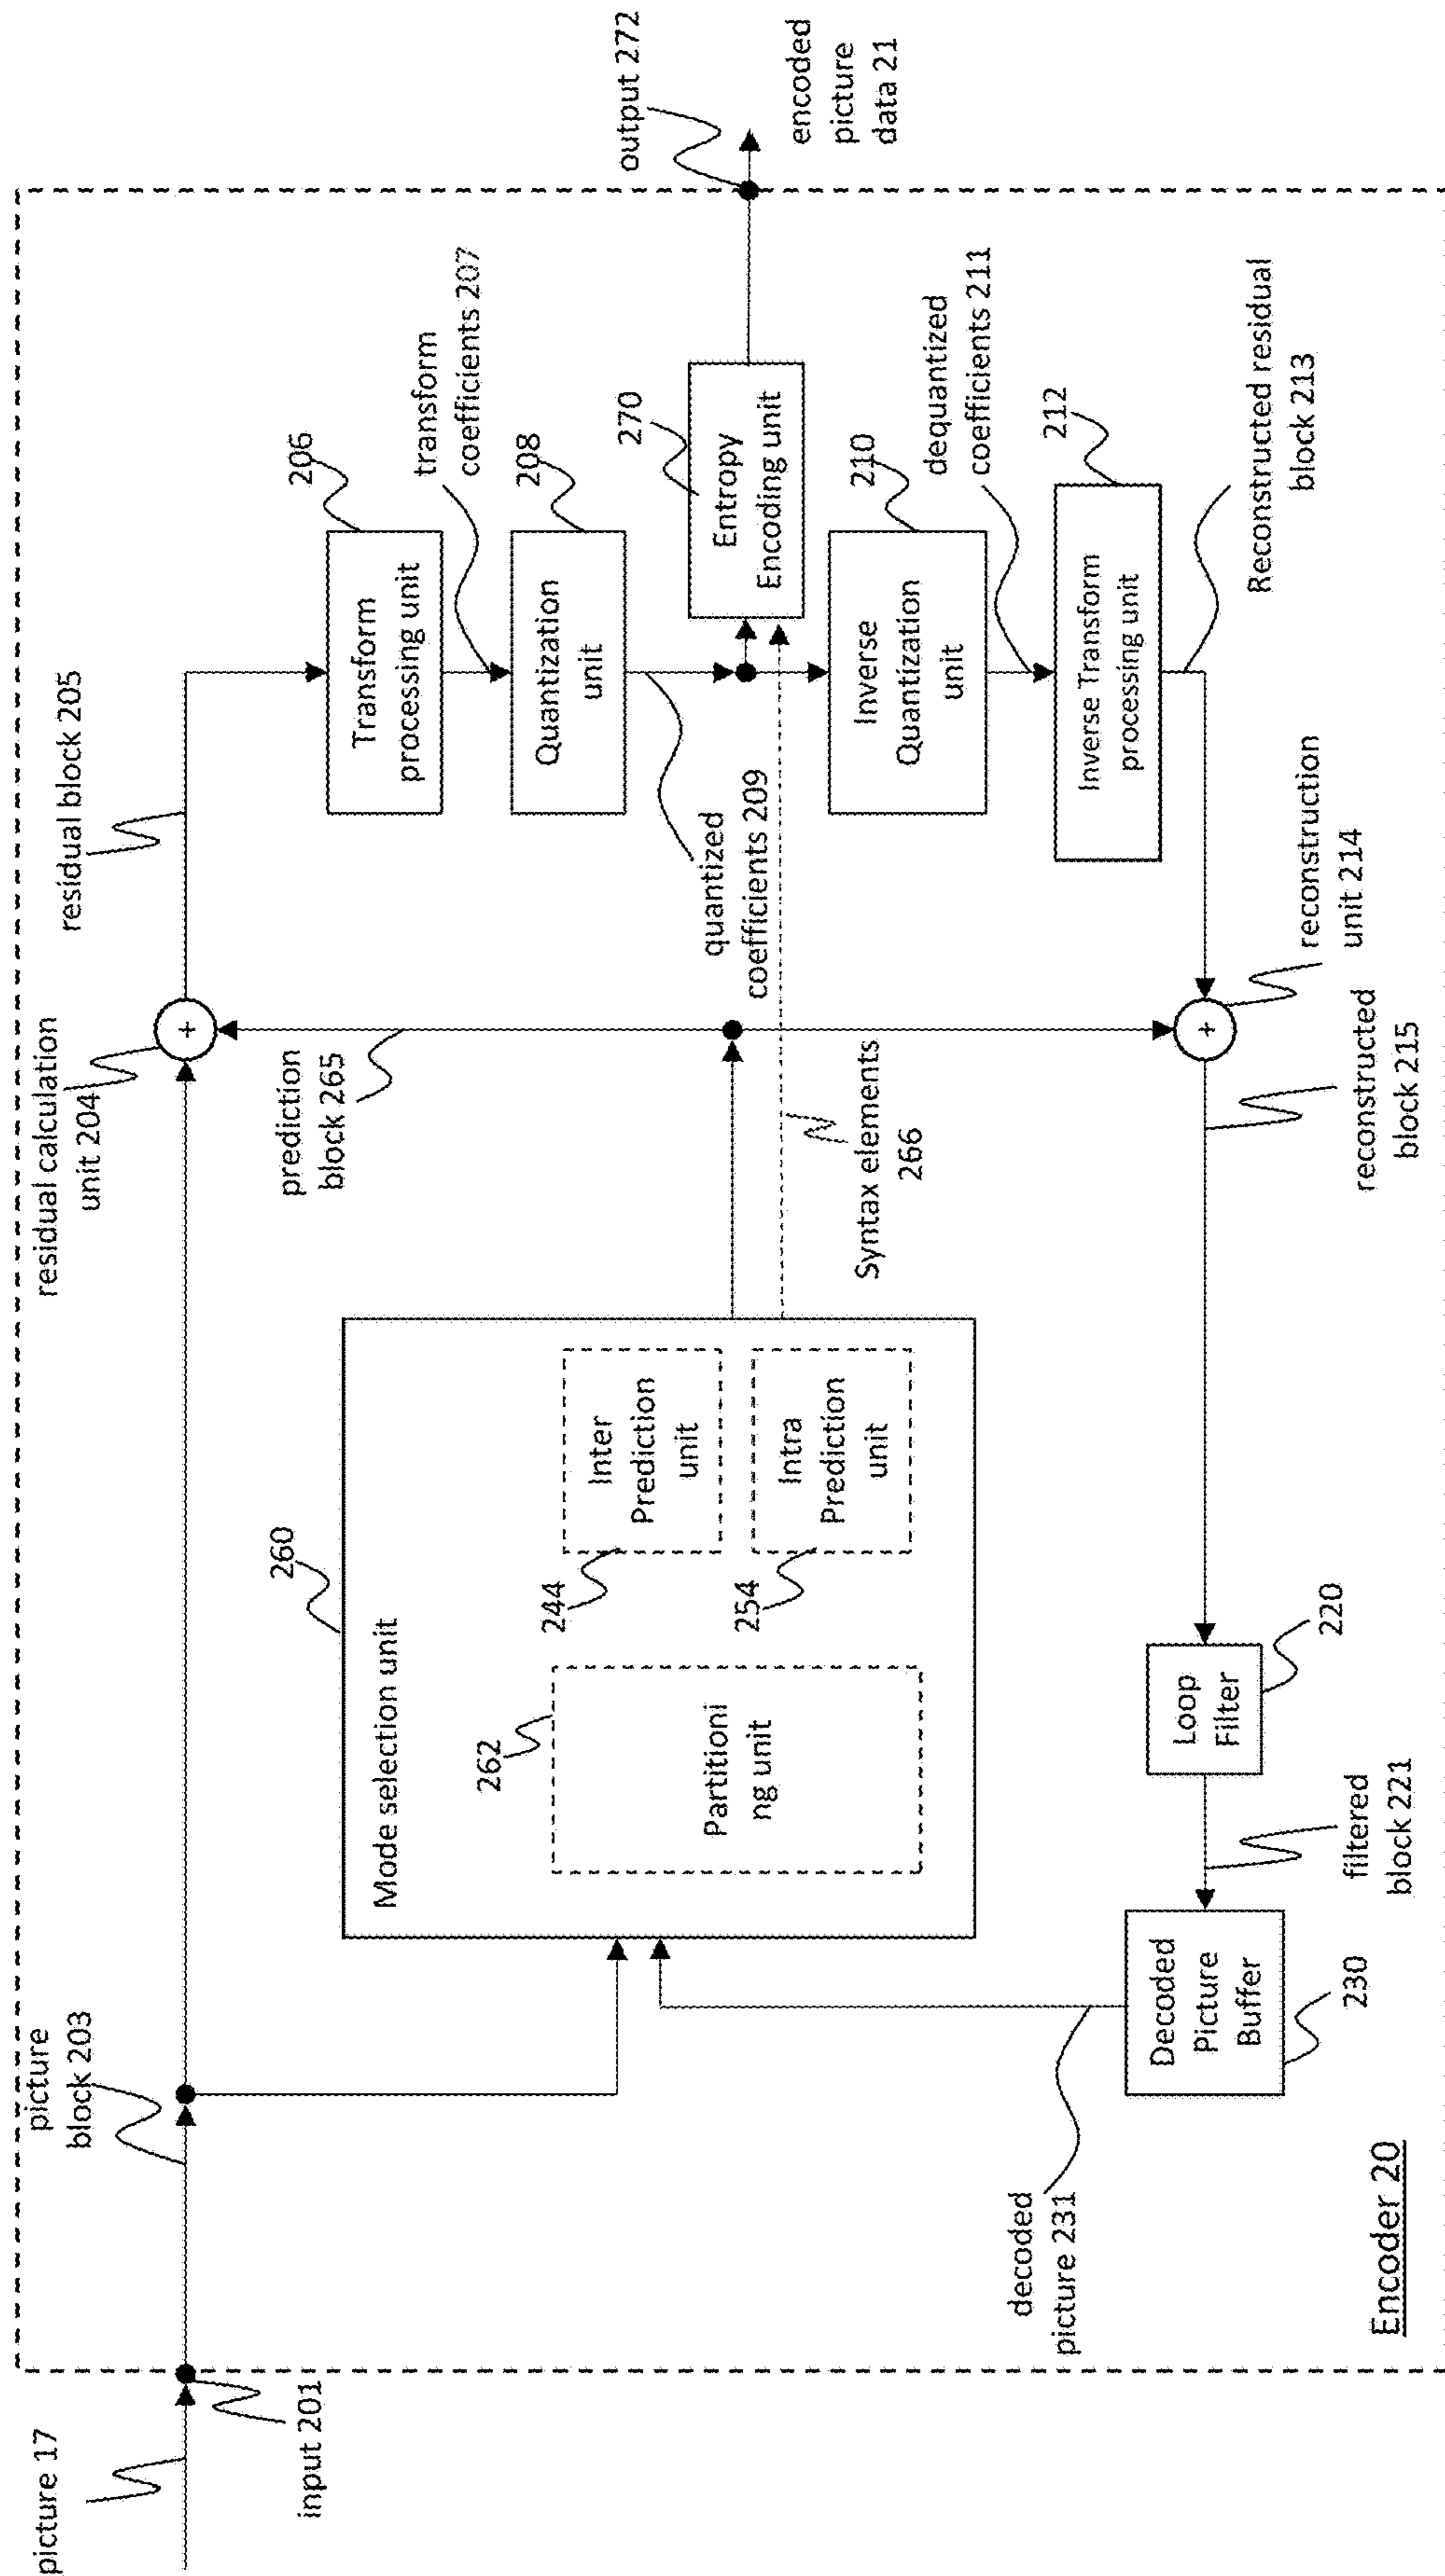 picture 17
input 201
picture
block 203
residual calculation
unit 204
residual block 205
prediction
block 265
206
Transform
processing unit
transform
coefficients 207
208
Quantization
unit
quantized
coefficients 209
270
Entropy
Encoding unit
output 272
encoded
picture
data 21
210
Inverse
Quantization
unit
dequantized
coefficients 211
212
Inverse Transform
processing unit
Reconstructed residual
block 213
reconstruction
unit 214
reconstructed
block 215
260
Mode selection unit
262
Partitioni
ng unit
244
Inter
Prediction
unit
254
Intra
Prediction
unit
Syntax elements
266
220
Loop
Filter
filtered
block 221
Decoded
Picture
Buffer
230
decoded
picture 231
Encoder 20
+
+